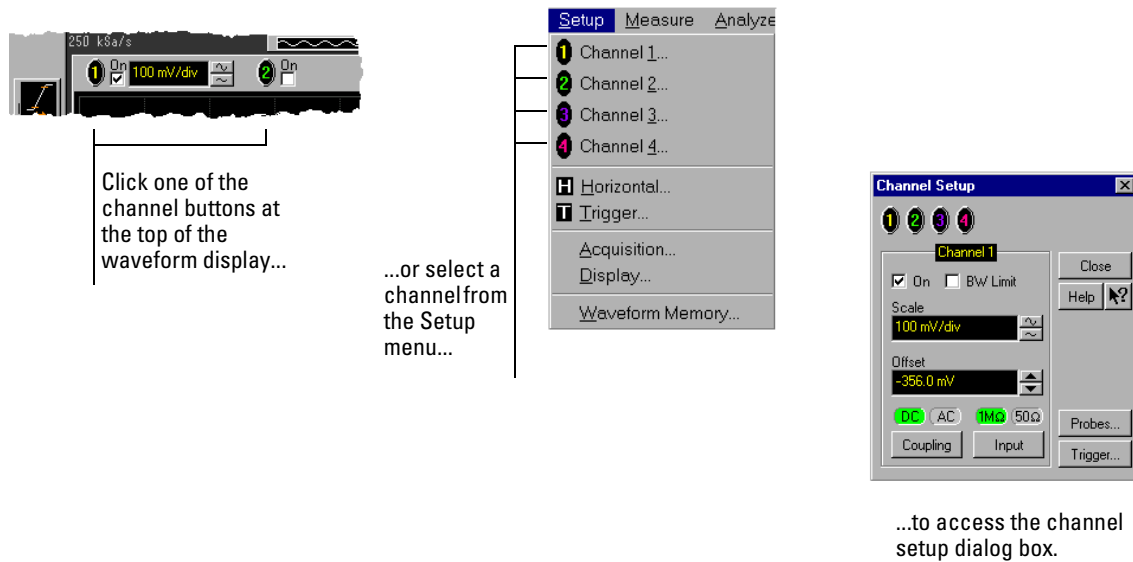 250 kSa/s
1 On 100 mV/div 2 On
Click one of the
channel buttons at
the top of the
waveform display...
...or select a
channel from
the Setup
menu...
Setup Measure Analyze
1 Channel 1...
2 Channel 2...
3 Channel 3...
4 Channel 4...
H Horizontal...
T Trigger...
Acquisition...
Display...
Waveform Memory...
Channel Setup
1 2 3 4
Channel 1
On BW Limit
Scale
100 mV/div
Offset
-356.0 mV
DC AC 1MΩ 50Ω
Coupling Input
Close
Help ?
Probes...
Trigger...
...to access the channel
setup dialog box.